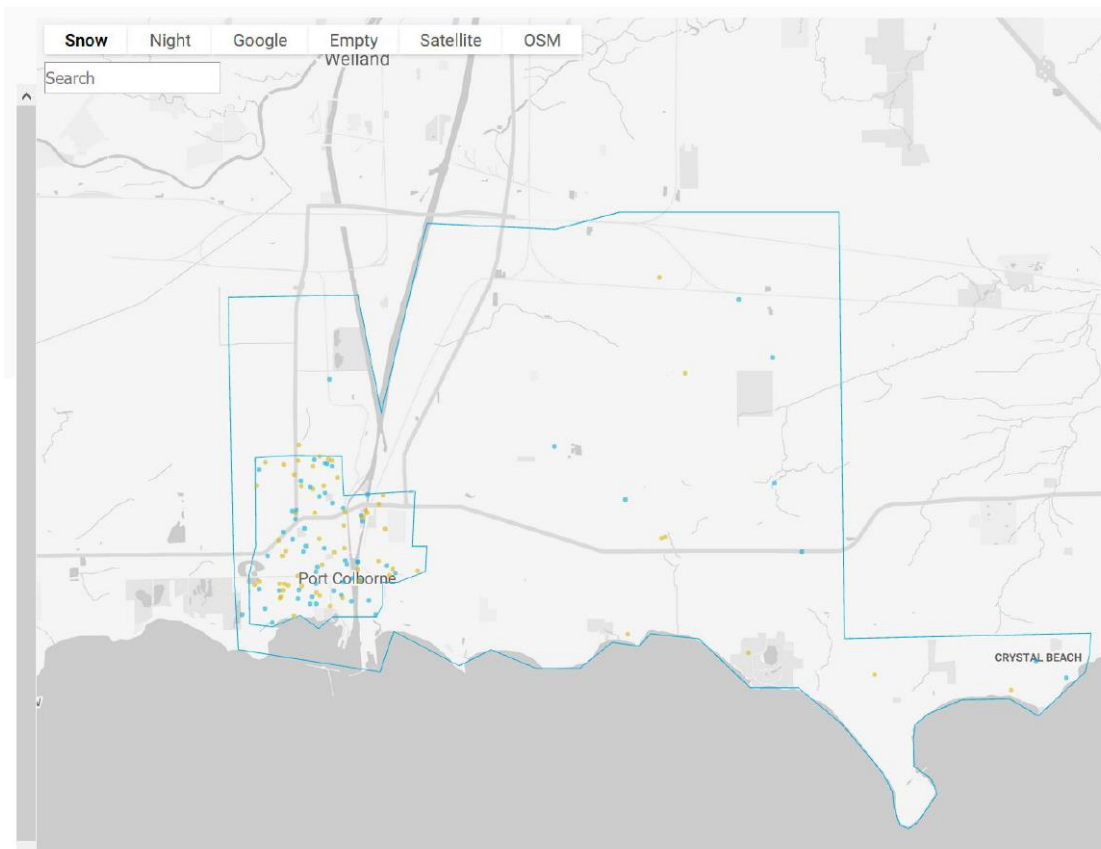 Snow Night Google Empty Satellite OSM
Welland
Search
Port Colborne
CRYSTAL BEACH